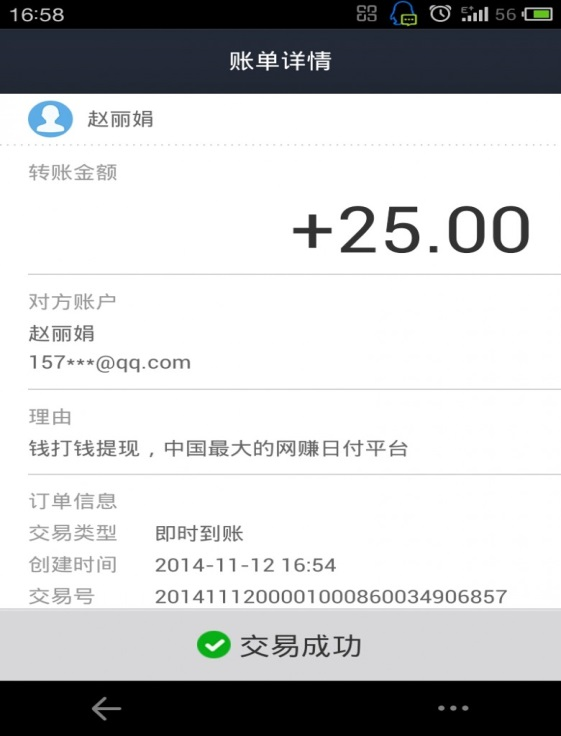 16:58
56
账单详情
赵丽娟
转账金额
+25.00
对方账户
赵丽娟
157***@qq.com
理由
钱打钱提现，中国最大的网赚日付平台
订单信息
交易类型 即时到账
创建时间 2014-11-12 16:54
交易号 2014111200001000860034906857
交易成功